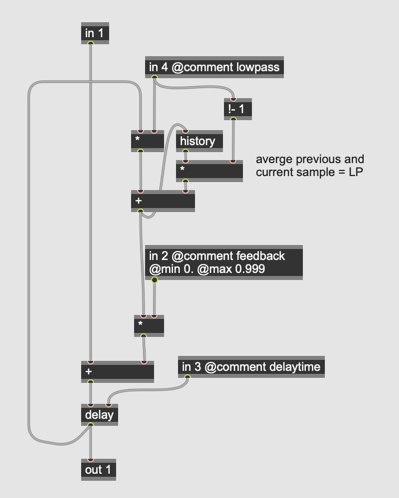 in 1
in 4 @comment lowpass
!- 1
*
history
*
averge previous and
current sample = LP
+
in 2 @comment feedback
@min 0. @max 0.999
*
+
in 3 @comment delaytime
delay
out 1